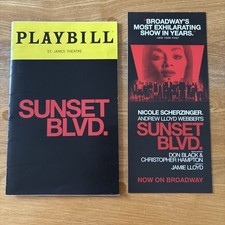 PLAYBILL
ST. JAMES THEATRE
SUNSET
BLVD.
BROADWAY'S
MOST EXHILARATING
SHOW IN YEARS.
NICOLE SCHERZINGER.
ANDREW LLOYD WEBBER'S
SUNSET
BLVD.
DON BLACK &
CHRISTOPHER HAMPTON
JAMIE LLOYD
NOW ON BROADWAY